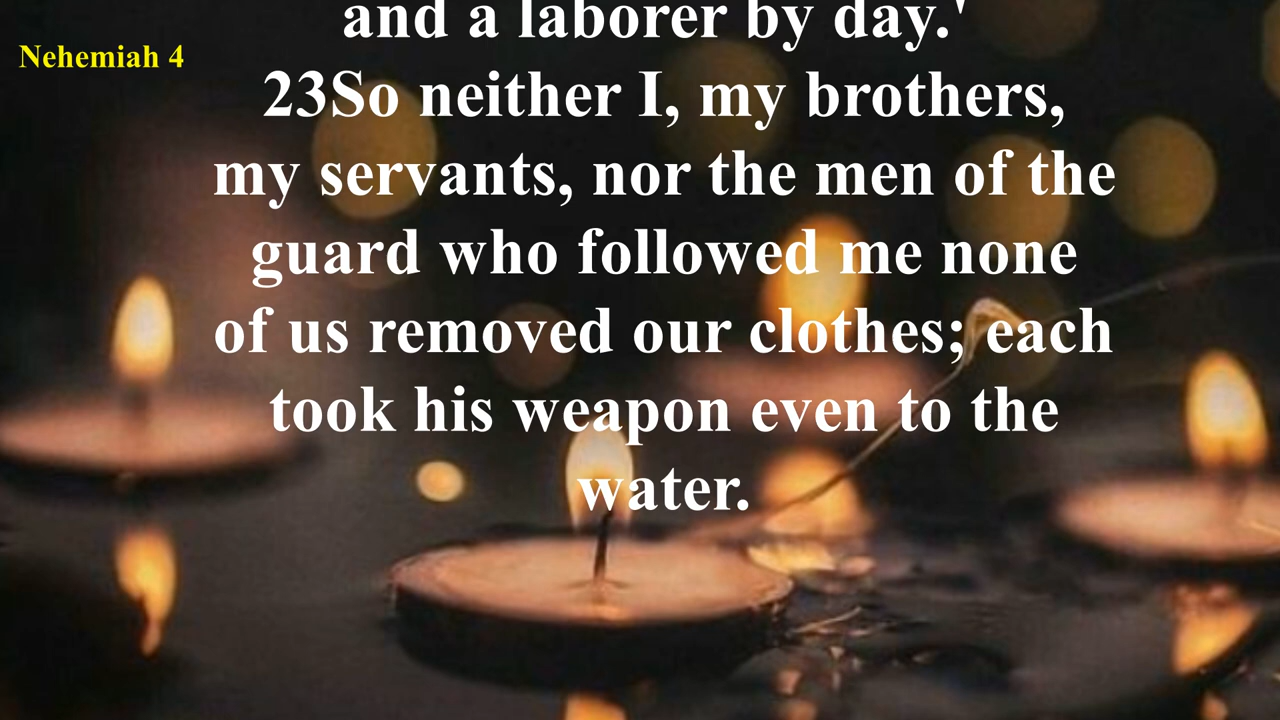 and a laborer by day.'
Nehemiah 4
23So neither I, my brothers,
my servants, nor the men of the
guard who followed me none
of us removed our clothes; each
took his weapon even to the
water.